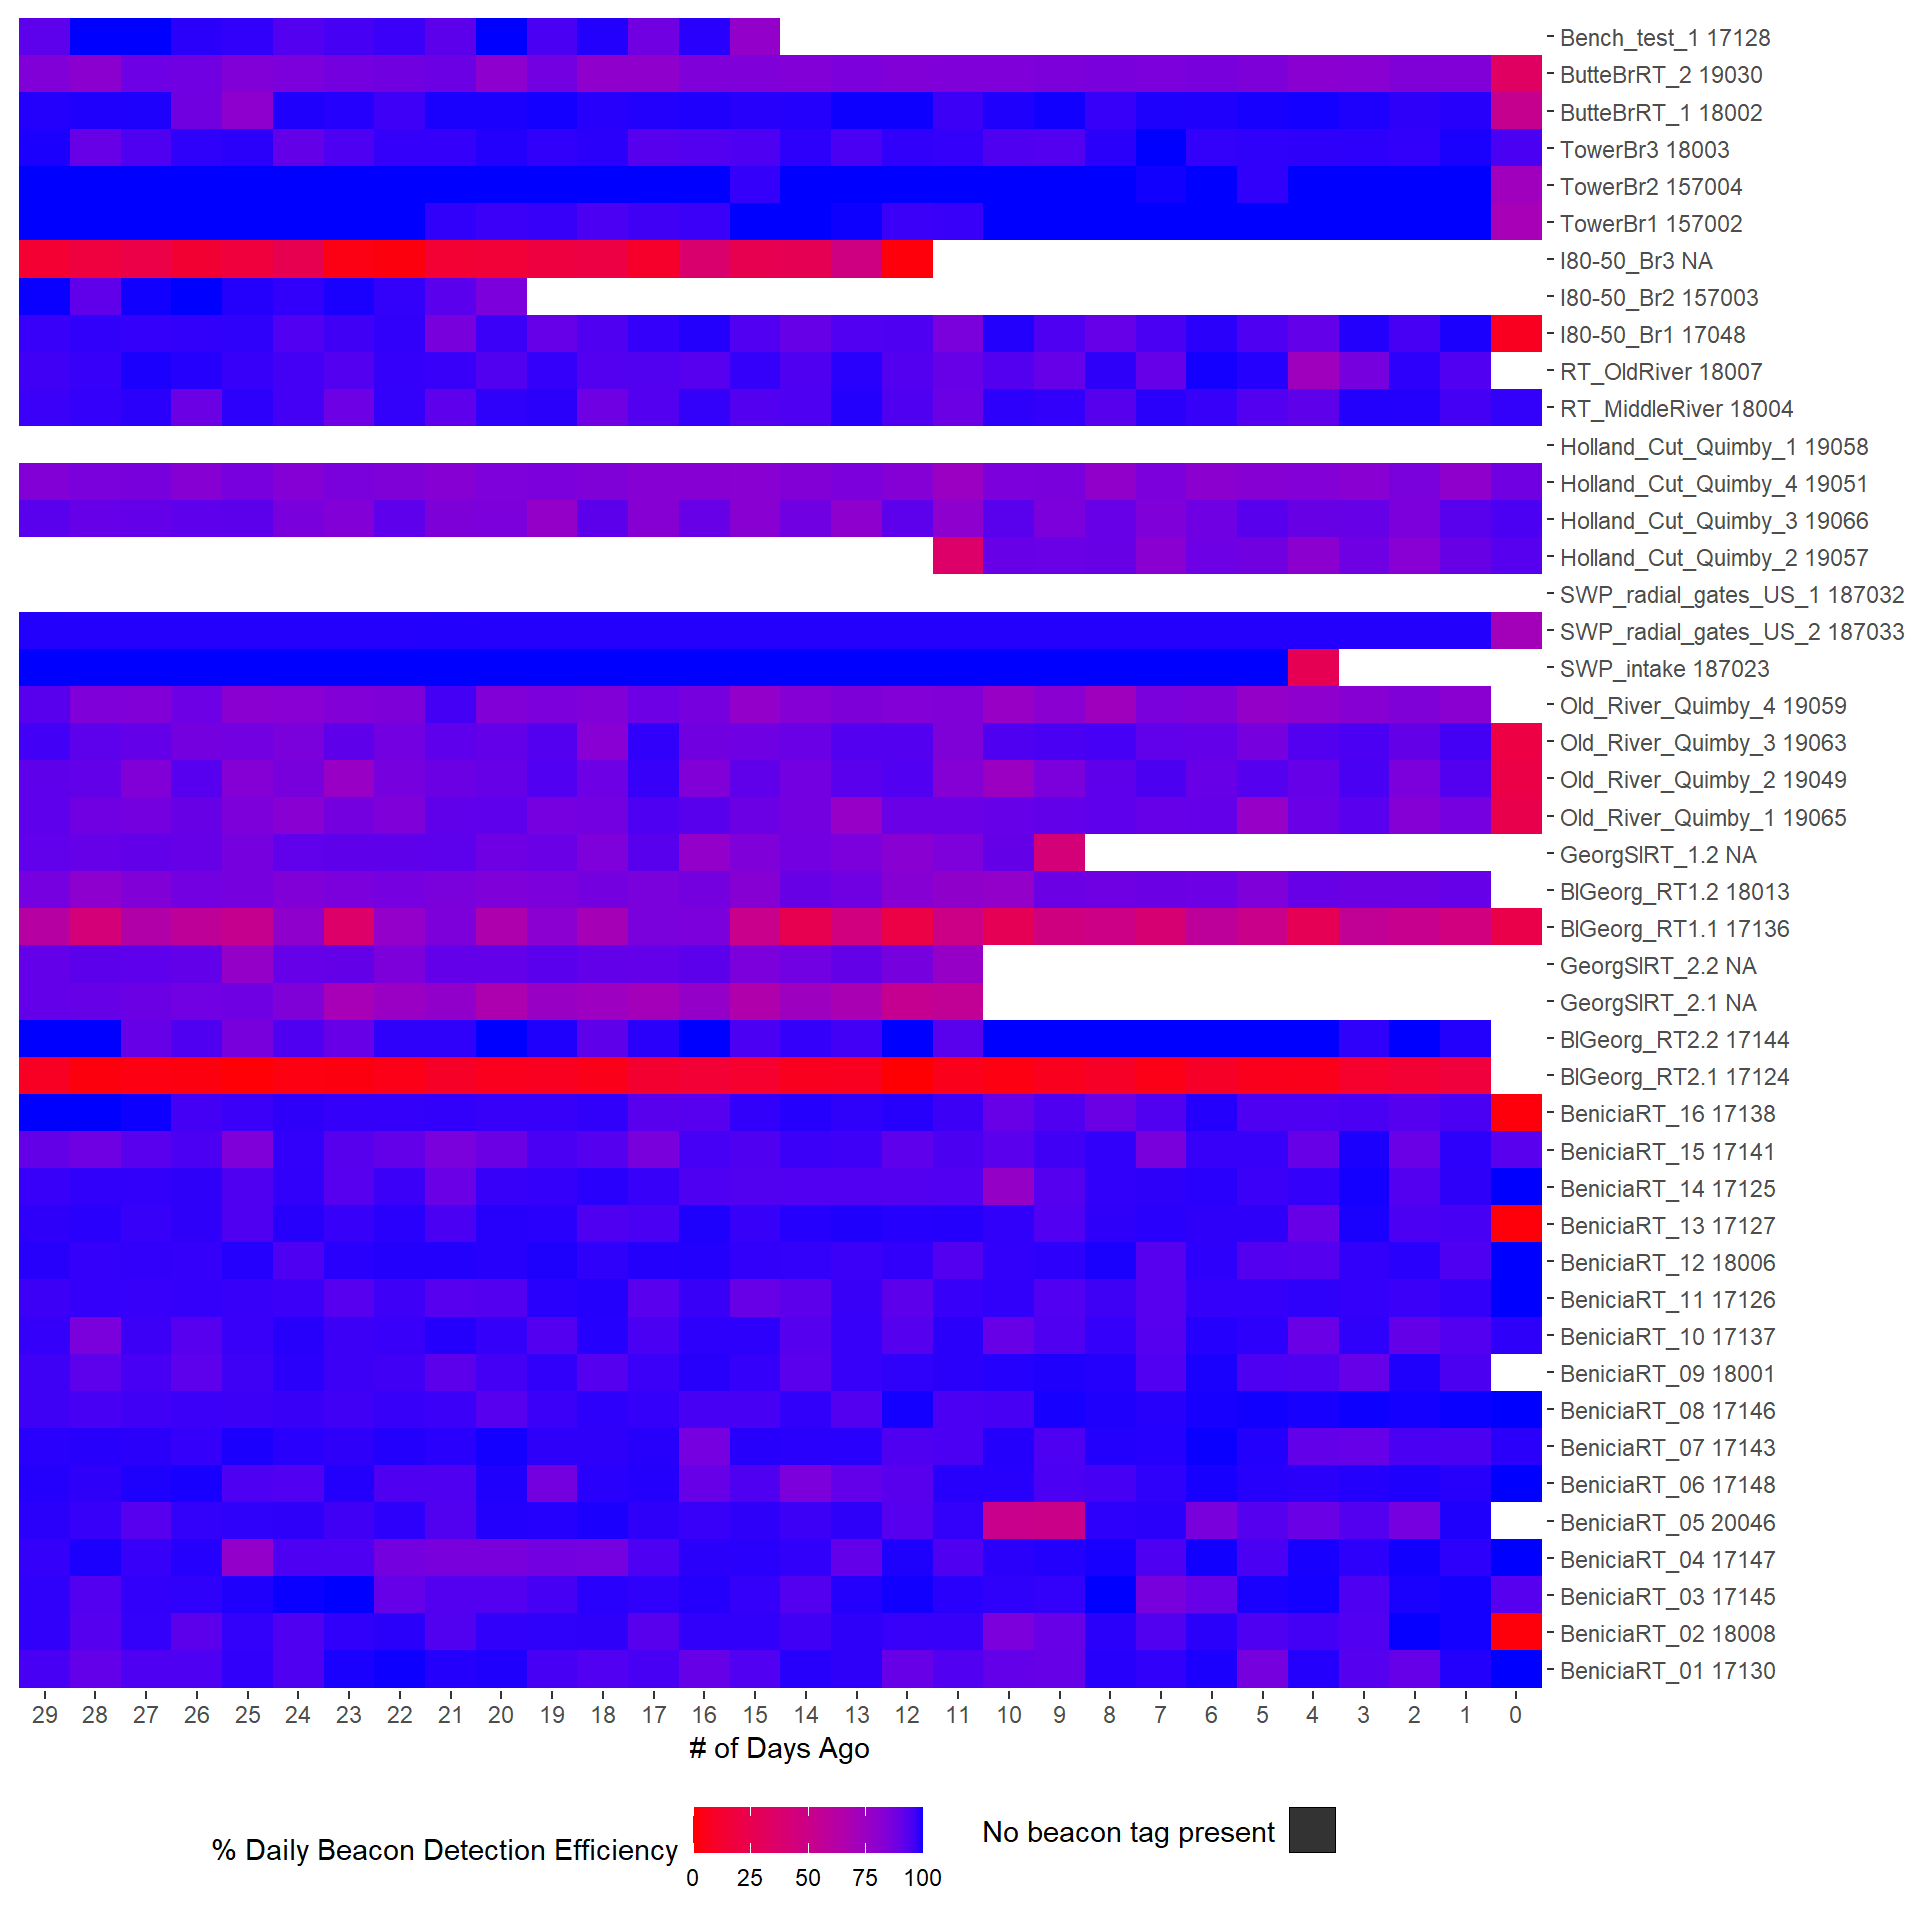 Bench_test_1 17128
ButteBrRT_2 19030
ButteBrRT_1 18002
TowerBr3 18003
TowerBr2 157004
TowerBr1 157002
I80-50_Br3 NA
I80-50_Br2 157003
I80-50_Br1 17048
RT_OldRiver 18007
RT_MiddleRiver 18004
Holland_Cut_Quimby_1 19058
Holland_Cut_Quimby_4 19051
Holland_Cut_Quimby_3 19066
Holland_Cut_Quimby_2 19057
SWP_radial_gates_US_1 187032
SWP_radial_gates_US_2 187033
SWP_intake 187023
Old_River_Quimby_4 19059
Old_River_Quimby_3 19063
Old_River_Quimby_2 19049
Old_River_Quimby_1 19065
GeorgSlRT_1.2 NA
BlGeorg_RT1.2 18013
BlGeorg_RT1.1 17136
GeorgSlRT_2.2 NA
GeorgSlRT_2.1 NA
BlGeorg_RT2.2 17144
BlGeorg_RT2.1 17124
BeniciaRT_16 17138
BeniciaRT_15 17141
BeniciaRT_14 17125
BeniciaRT_13 17127
BeniciaRT_12 18006
BeniciaRT_11 17126
BeniciaRT_10 17137
BeniciaRT_09 18001
BeniciaRT_08 17146
BeniciaRT_07 17143
BeniciaRT_06 17148
BeniciaRT_05 20046
BeniciaRT_04 17147
BeniciaRT_03 17145
BeniciaRT_02 18008
BeniciaRT_01 17130
29 28 27 26 25 24 23 22 21 20 19 18 17 16 15 14 13 12 11 10 9 8 7 6 5 4 3 2 1 0
# of Days Ago
% Daily Beacon Detection Efficiency
0 25 50 75 100
No beacon tag present